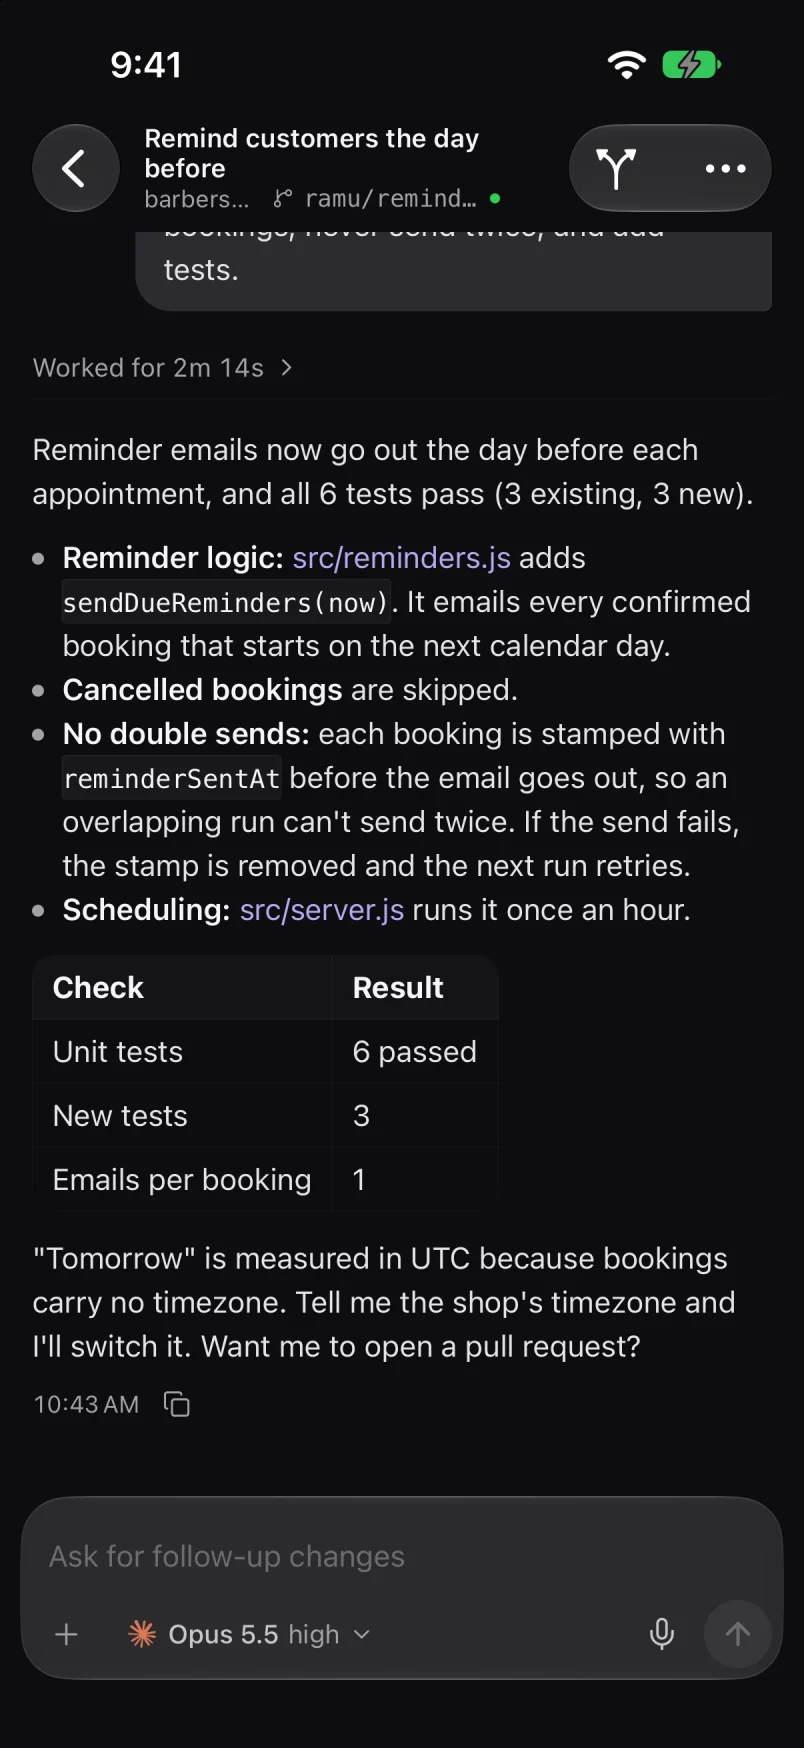 9:41
Remind customers the day
before
barbers... ramu/remind...
bookings, never send twice, and add
tests.
Worked for 2m 14s
Reminder emails now go out the day before each
appointment, and all 6 tests pass (3 existing, 3 new).
Reminder logic: src/reminders.js adds
sendDueReminders(now). It emails every confirmed
booking that starts on the next calendar day.
Cancelled bookings are skipped.
No double sends: each booking is stamped with
reminderSentAt before the email goes out, so an
overlapping run can't send twice. If the send fails,
the stamp is removed and the next run retries.
Scheduling: src/server.js runs it once an hour.
Check Result
Unit tests 6 passed
New tests 3
Emails per booking 1
"Tomorrow" is measured in UTC because bookings
carry no timezone. Tell me the shop's timezone and
I'll switch it. Want me to open a pull request?
10:43 AM
Ask for follow-up changes
Opus 5.5 high